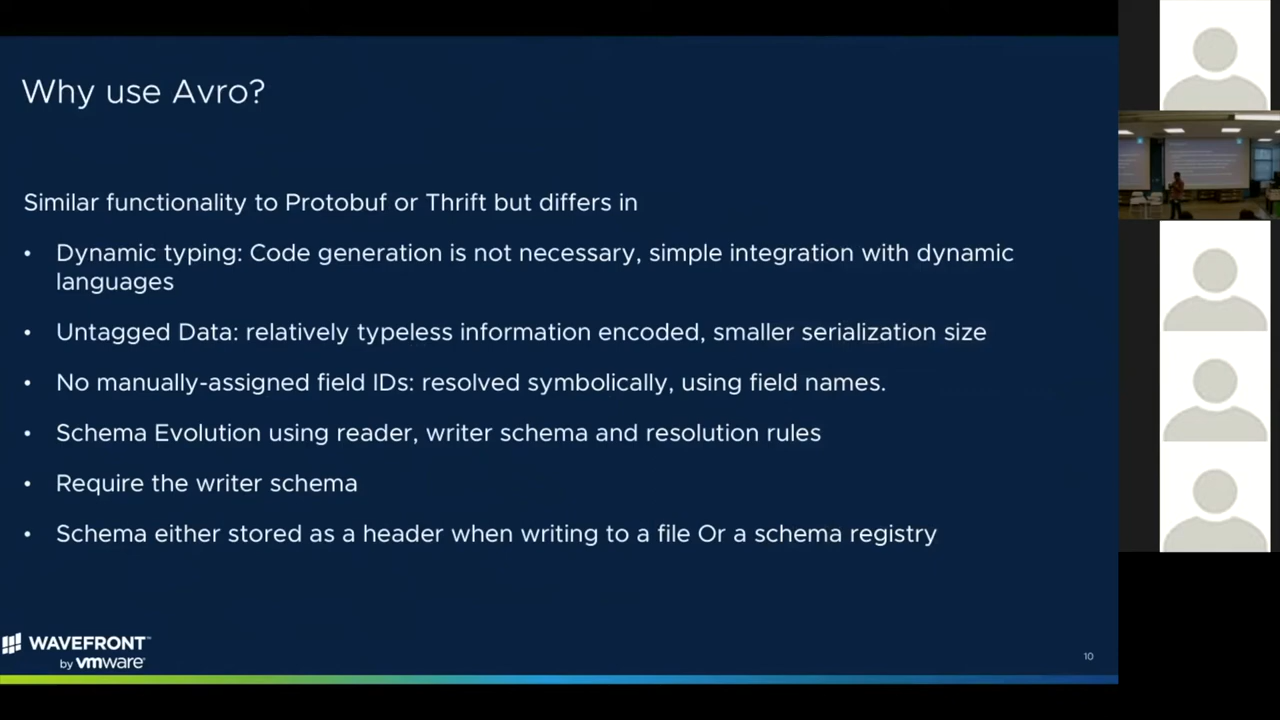 Why use Avro?
Similar functionality to Protobuf or Thrift but differs in
• Dynamic typing: Code generation is not necessary, simple integration with dynamic
languages
• Untagged Data: relatively typeless information encoded, smaller serialization size
• No manually-assigned field IDs: resolved symbolically, using field names.
• Schema Evolution using reader, writer schema and resolution rules
• Require the writer schema
• Schema either stored as a header when writing to a file Or a schema registry
WAVEFRONT™
by vmware®
10